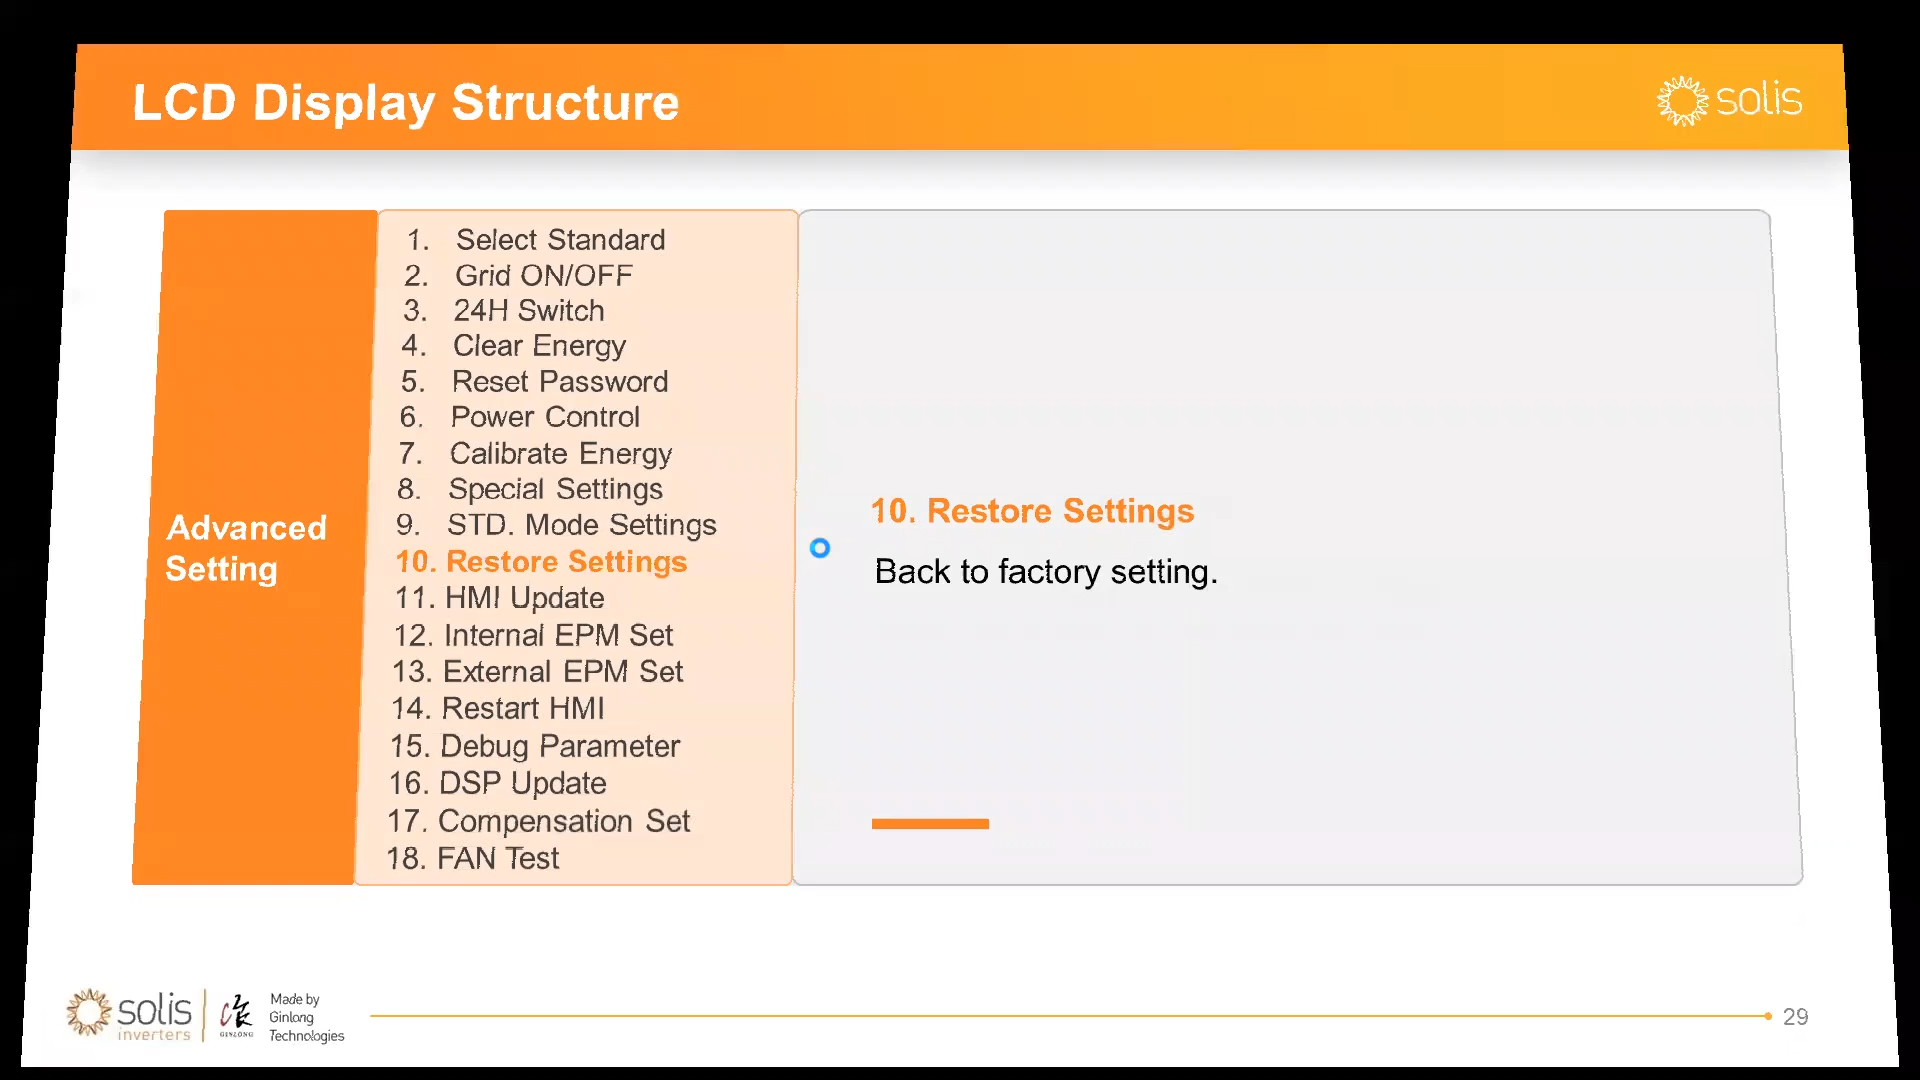 LCD Display Structure
solis
Advanced
Setting
1. Select Standard
2. Grid ON/OFF
3. 24H Switch
4. Clear Energy
5. Reset Password
6. Power Control
7. Calibrate Energy
8. Special Settings
9. STD. Mode Settings
10. Restore Settings
11. HMI Update
12. Internal EPM Set
13. External EPM Set
14. Restart HMI
15. Debug Parameter
16. DSP Update
17. Compensation Set
18. FAN Test
10. Restore Settings
Back to factory setting.
solis
inverters
GINLONG
Made by
Ginlong
Technologies
29